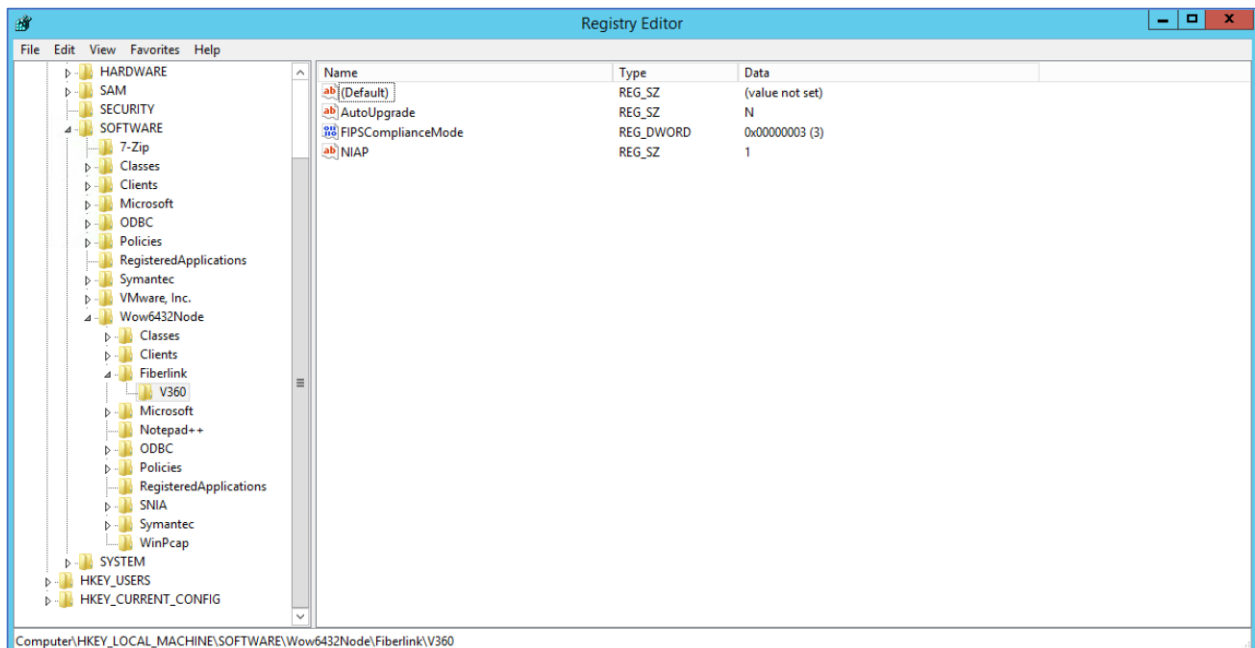 Registry Editor
File Edit View Favorites Help
HARDWARE
SAM
SECURITY
SOFTWARE
7-Zip
Classes
Clients
Microsoft
ODBC
Policies
RegisteredApplications
Symantec
VMware, Inc.
Wow6432Node
Classes
Clients
Fiberlink
V360
Microsoft
Notepad++
ODBC
Policies
RegisteredApplications
SNIA
Symantec
WinPcap
SYSTEM
HKEY_USERS
HKEY_CURRENT_CONFIG
Name Type Data
(Default) REG_SZ (value not set)
AutoUpgrade REG_SZ N
FIPSComplianceMode REG_DWORD 0x00000003 (3)
NIAP REG_SZ 1
Computer\HKEY_LOCAL_MACHINE\SOFTWARE\Wow6432Node\Fiberlink\V360